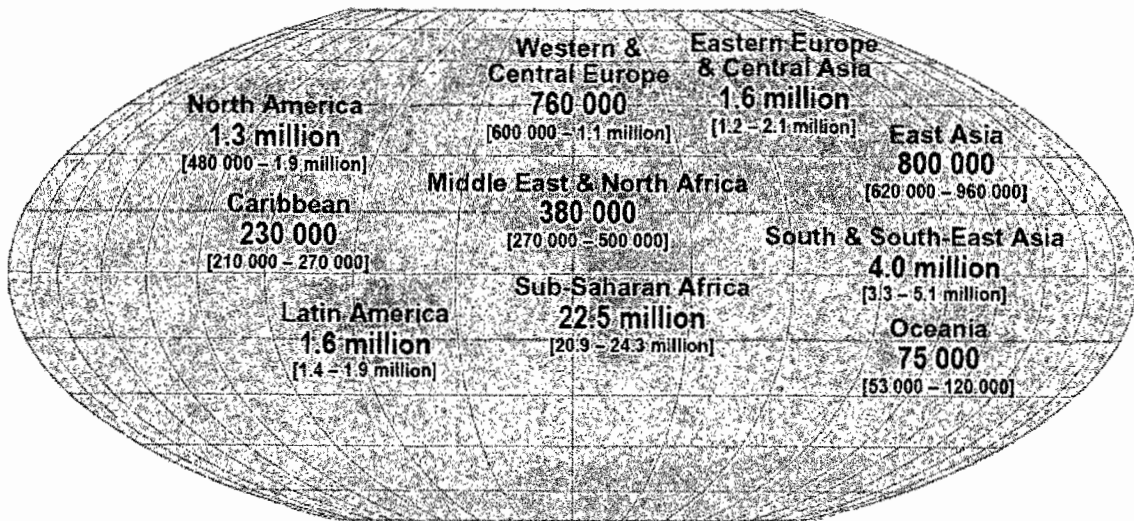 Western &
Central Europe
760 000
[600 000 – 1.1 million]
Eastern Europe
& Central Asia
1.6 million
[1.2 – 2.1 million]
North America
1.3 million
[480 000 – 1.9 million]
East Asia
800 000
[620 000 – 960 000]
Middle East & North Africa
380 000
[270 000 – 500 000]
Caribbean
230 000
[210 000 – 270 000]
South & South-East Asia
4.0 million
[3.3 – 5.1 million]
Sub-Saharan Africa
22.5 million
[20.9 – 24.3 million]
Latin America
1.6 million
[1.4 – 1.9 million]
Oceania
75 000
[53 000 – 120 000]